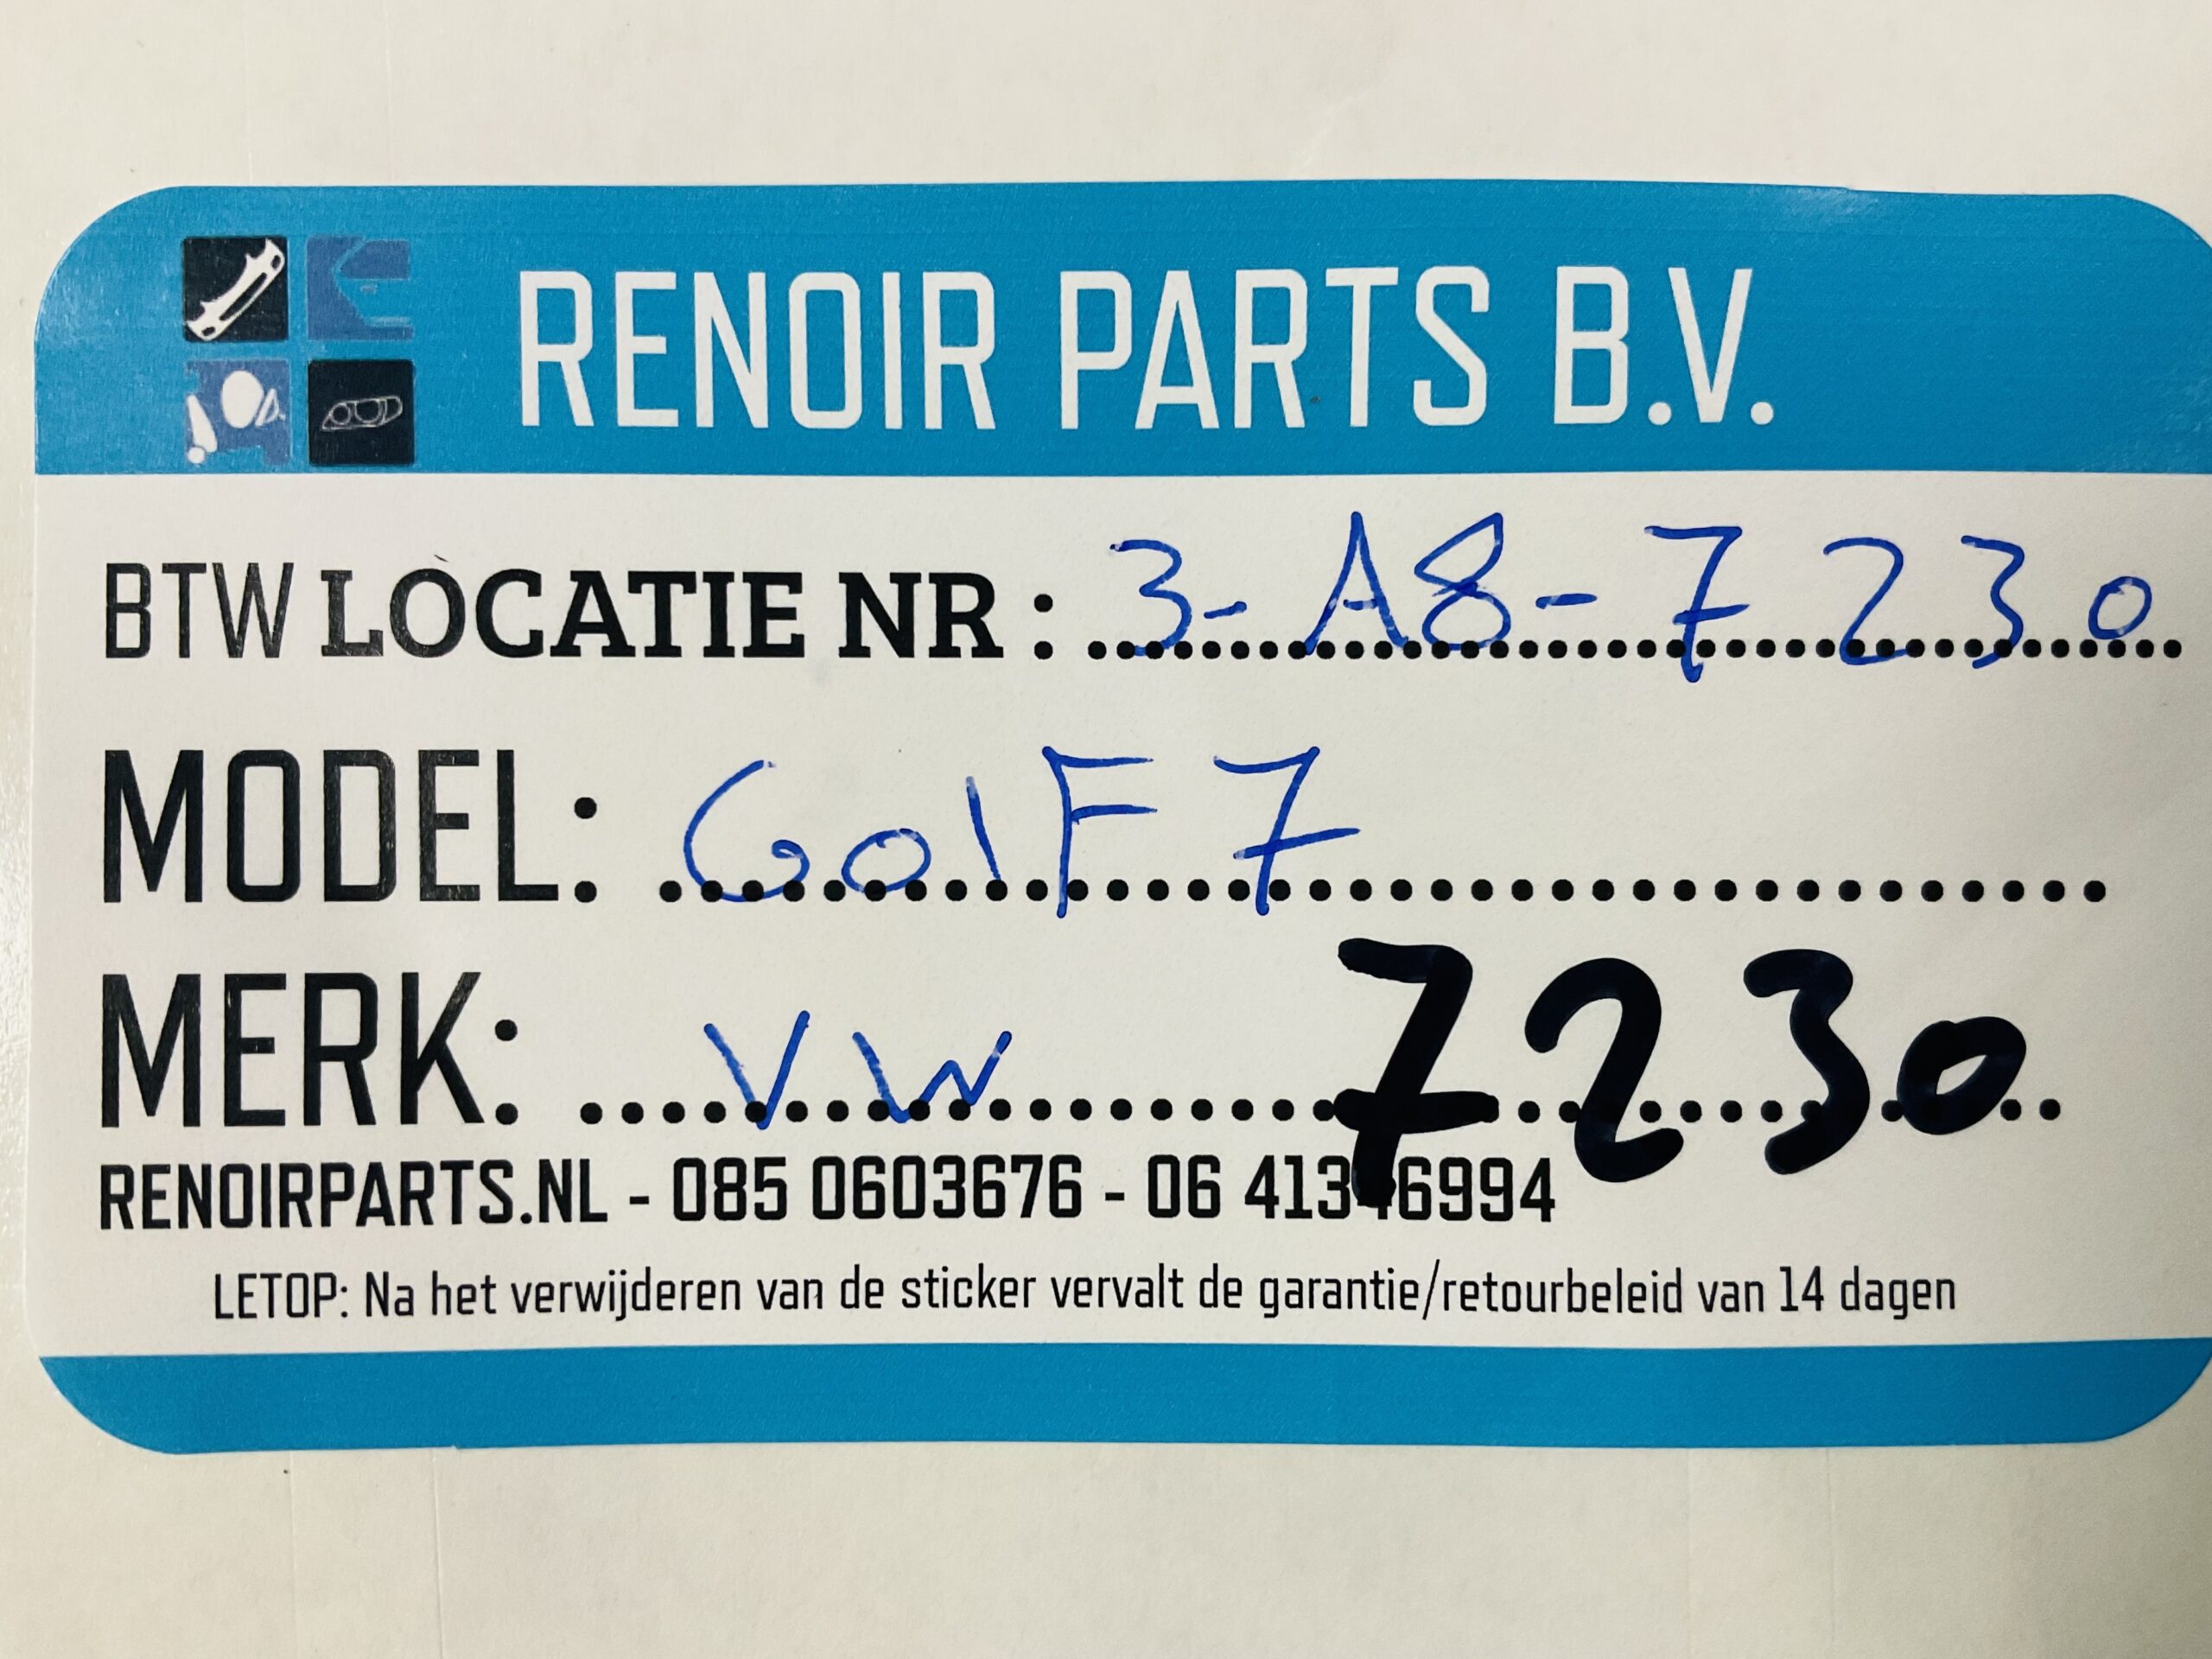 RENOIR PARTS B.V.
BTW LOCATIE NR : 3-A8-7230
MODEL: GolF 7
MERK: VW 7230
RENOIRPARTS.NL - 085 0603676 - 06
LETOP: Na het verwijderen van de sticker vervalt de garantie/retourbeleid van 14 dagen